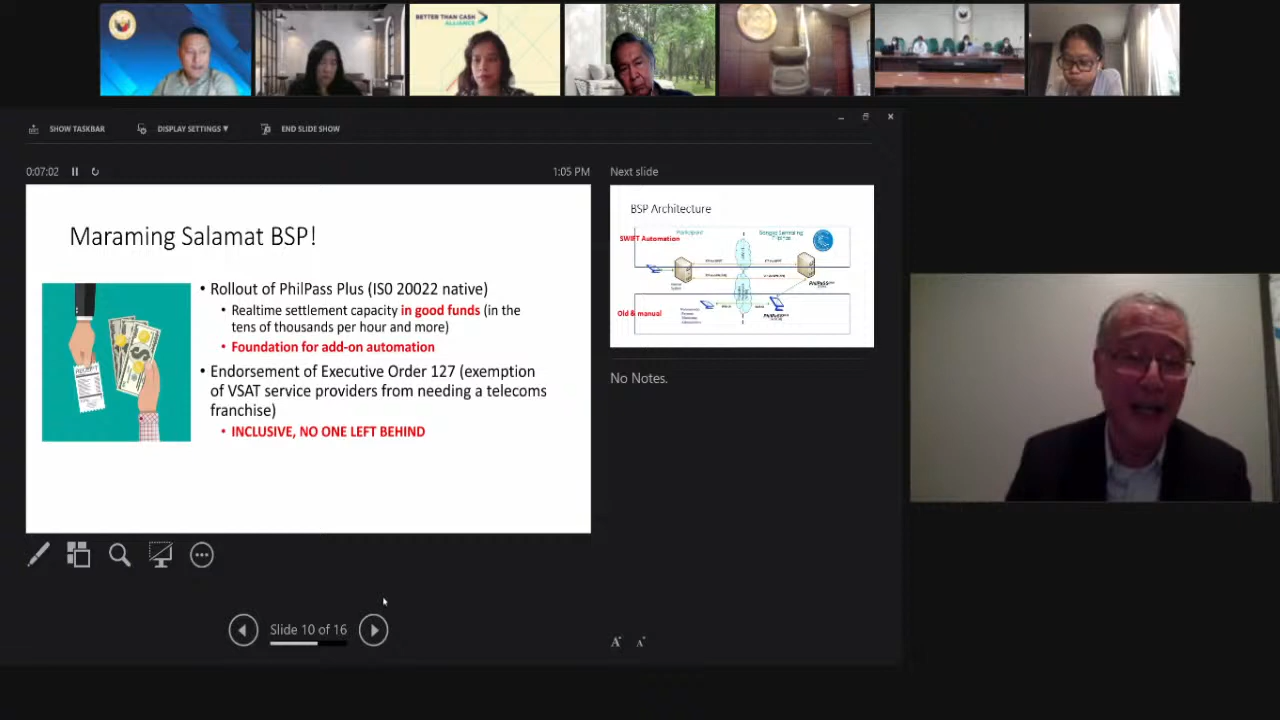 BETTER THAN CASH
ALLIANCE
SHOW TASKBAR
DISPLAY SETTINGS ▾
END SLIDE SHOW
0:07:02
1:05 PM
Next slide
Maraming Salamat BSP!
• Rollout of PhilPass Plus (ISO 20022 native)
• Realtime settlement capacity in good funds (in the
tens of thousands per hour and more)
• Foundation for add-on automation
• Endorsement of Executive Order 127 (exemption
of VSAT service providers from needing a telecoms
franchise)
• INCLUSIVE, NO ONE LEFT BEHIND
RECEIPT
BSP Architecture
SWIFT Automation
Participant
Old & manual
No Notes.
Slide 10 of 16
A
A